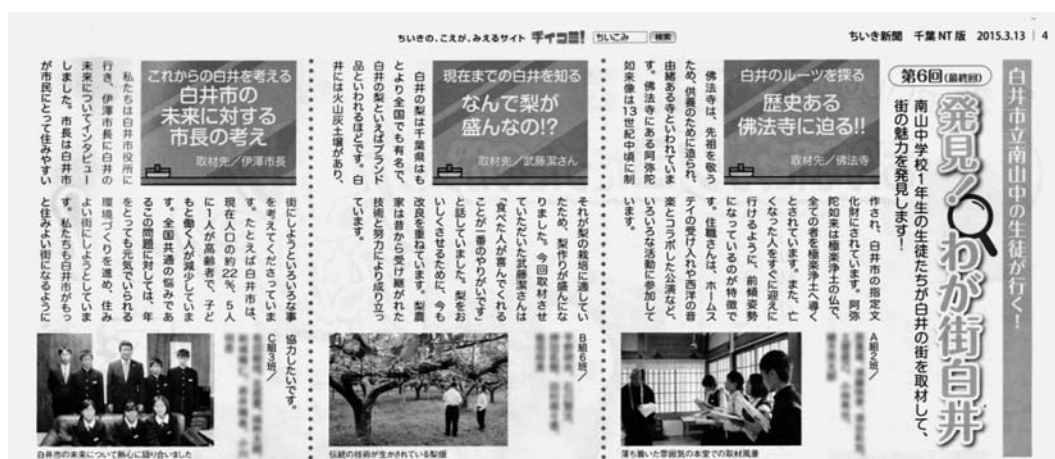 ちいきの、こえが、みえるサイト チイコミ! ちいこみ 検索
ちいき新聞 千葉NT版 2015.3.13 4
白井市立南山中の生徒が行く!
第6回(最終回)
発見!わが街白井
南山中学校1年生の生徒たちが白井の街を取材して、
街の魅力を発見します!
白井のルーツを探る
歴史ある
佛法寺に迫る!!
取材先/佛法寺
佛法寺は、先祖を敬う
ため、供養のために造られ、
由緒ある寺といわれていま
す。佛法寺にある阿弥陀
如来像は13世紀中頃に制
作され、白井市の指定文
化財にされています。阿弥
陀如来は極楽浄土の仏で、
全ての者を極楽浄土へ導く
とされています。また、亡
くなった人をすぐに迎えに
行けるように、前傾姿勢
になっているのが特徴で
す。住職さんは、ホームス
テイの受け入れや西洋の音
楽とコラボした公演など、
いろいろな活動に参加して
います。
A組2班/
落ち着いた雰囲気の本堂での取材風景
現在までの白井を知る
なんで梨が
盛んなの!?
取材先/武藤潔さん
白井の梨は千葉県はも
とより全国でも有名で、
白井の梨といえばブランド
品といわれるほどです。白
井には火山灰土壌があり、
それが梨の栽培に適してい
たため、梨作りが盛んにな
りました。今回取材させ
ていただいた武藤潔さんは
「食べた人が喜んでくれる
ことが一番のやりがいです」
と話していました。梨をお
いしくさせるために、今も
改良を重ねています。梨農
家は昔から受け継がれた
技術と努力により成り立っ
ています。
B組6班/
伝統の技術が生かされている梨畑
これからの白井を考える
白井市の
未来に対する
市長の考え
取材先/伊澤市長
私たちは白井市役所に
行き、伊澤市長に白井の
未来についてインタビュー
しました。市長は白井市
が市民にとって住みやすい
街にしようといろいろな事
を考えてくださっていま
す。たとえば白井市は、
現在人口の約22%、5人
に1人が高齢者で、子ど
もと働く人が減少していま
す。全国共通の悩みであ
るこの問題に対しては、年
をとっても元気でいられる
環境づくりを進め、住み
よい街にしようとしていま
す。私たちも白井市がもっ
と住みよい街になるように
協力したいです。
C組3班/
白井市の未来について熱心に語り合いました